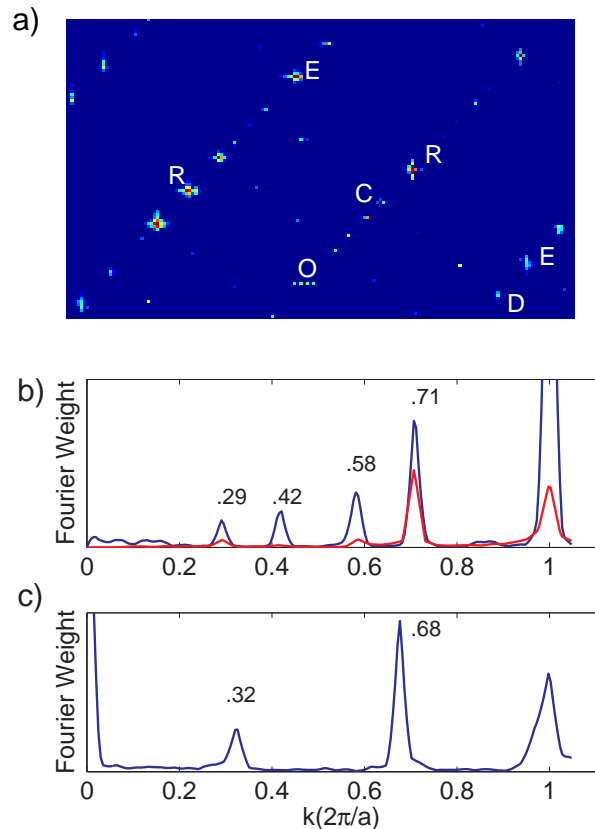 a)
E
R
R
C
O
E
D
b)
Fourier Weight
.29
.42
.58
.71
0
0.2
0.4
0.6
0.8
1
c)
Fourier Weight
.32
.68
0
0.2
0.4
0.6
0.8
1
k(2π/a)